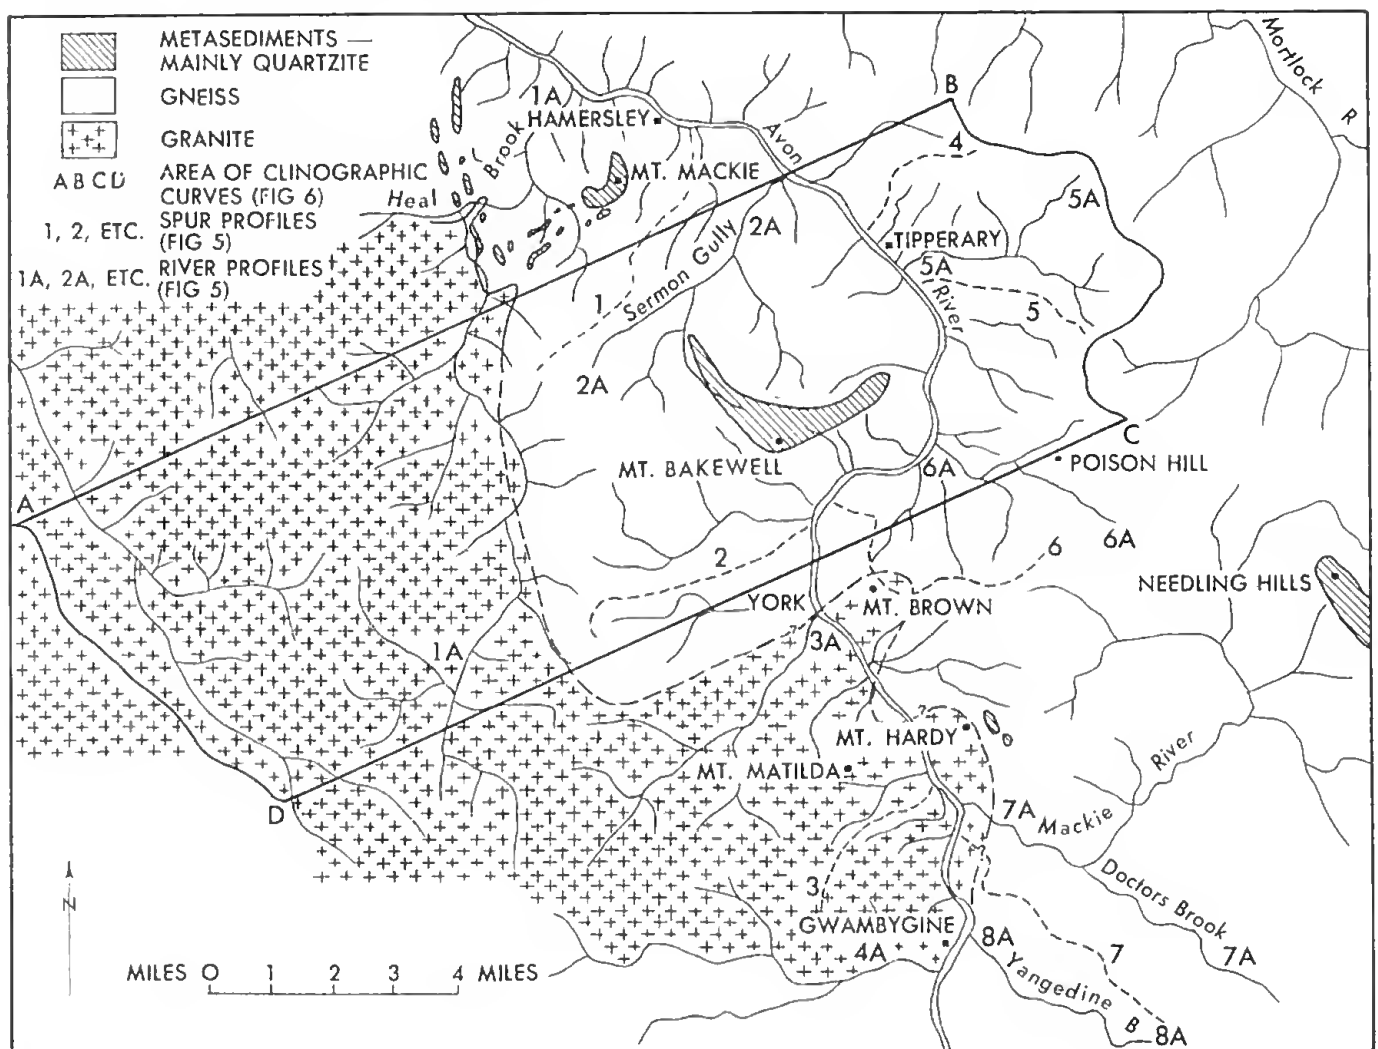 METASEDIMENTS —
MAINLY QUARTZITE
GNEISS
GRANITE
A B C D AREA OF CLINOGRAPHIC
CURVES (FIG 6)
1, 2, ETC. SPUR PROFILES
(FIG 5)
1A, 2A, ETC. RIVER PROFILES
(FIG 5)
Mortlock R
B
1A
HAMERSLEY
Avon
4
Brook
MT. MACKIE
Heal
5A
2A
TIPPERARY
Sermon Gully
5A
River
1
5
2A
C
MT. BAKEWELL
6A
POISON HILL
A
6A
2
6
NEEDLING HILLS
YORK
MT. BROWN
?
3A
1A
?
MT. HARDY
River
MT. MATILDA
D
7A
Mackie
?
Doctors Brook
3
N
GWAMBYGINE
8A
4A
7
7A
MILES 0 1 2 3 4 MILES
Yangedine B
8A